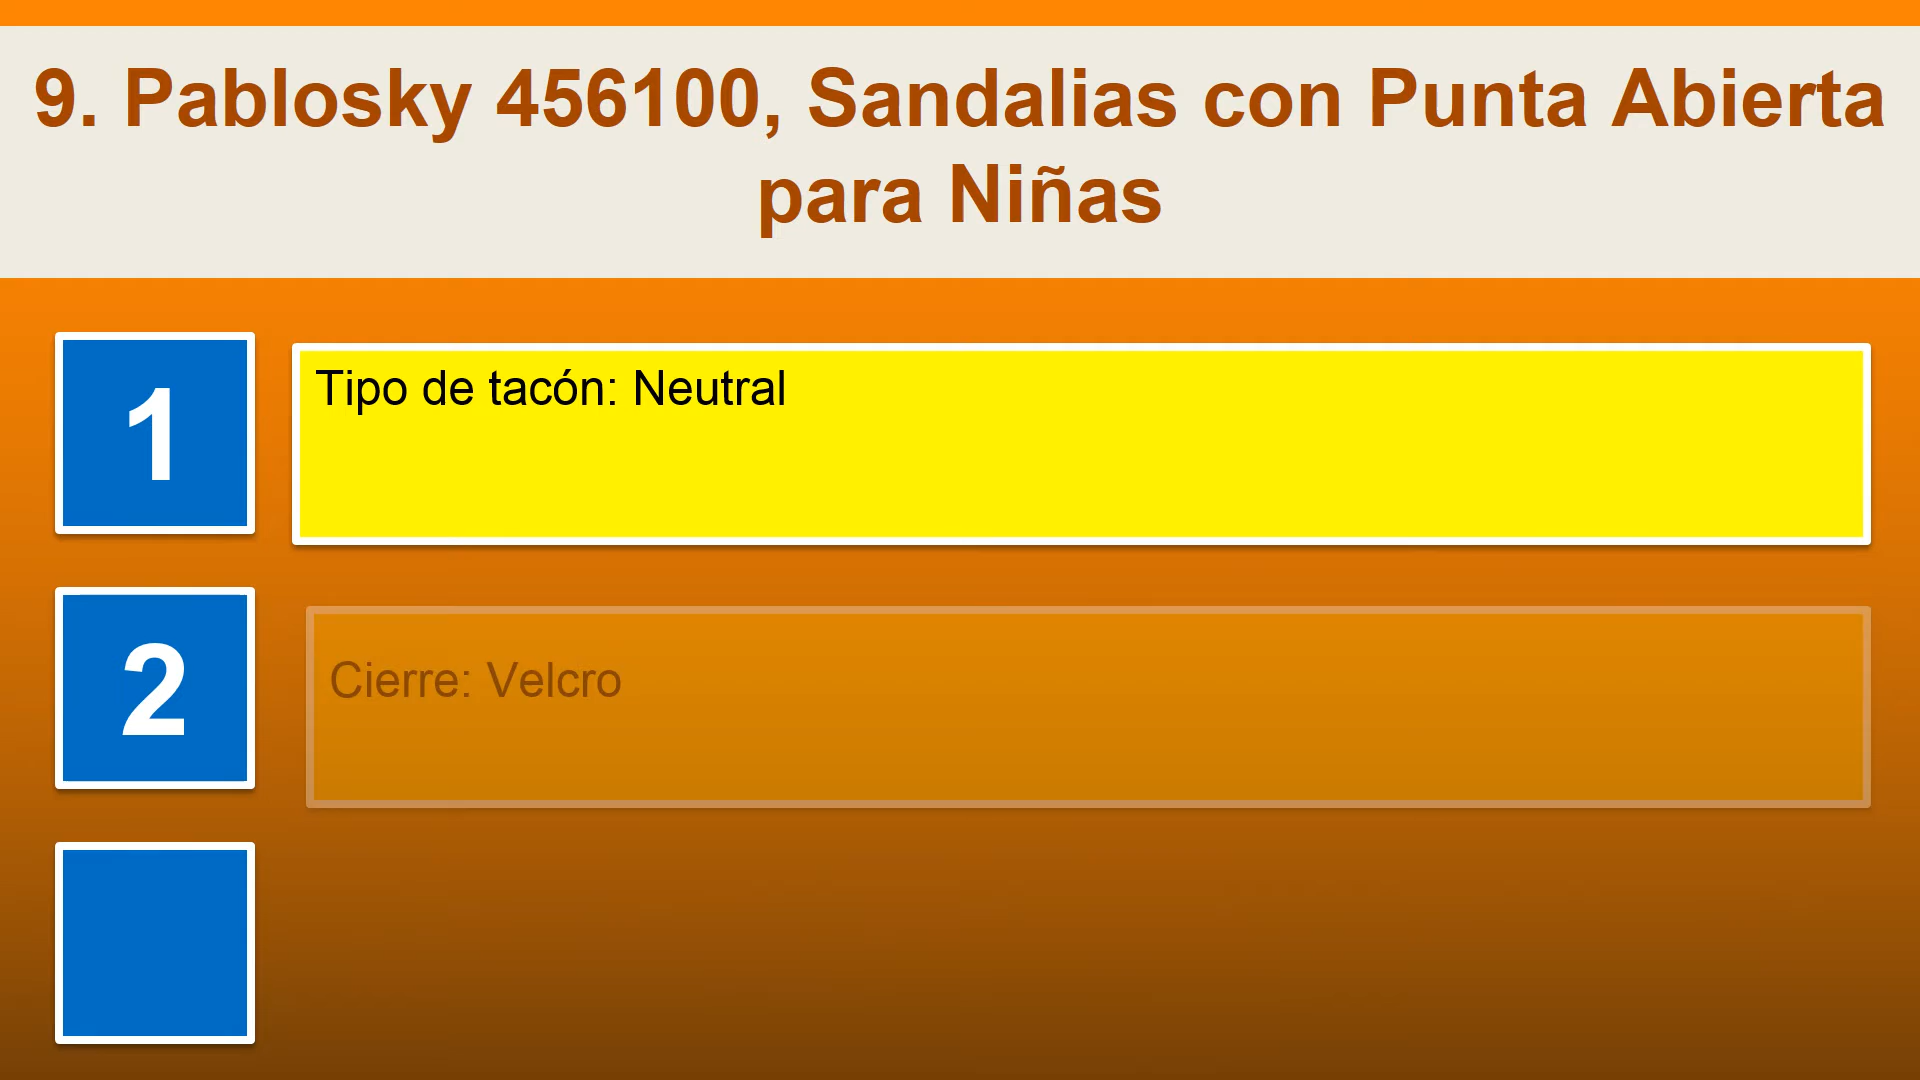 9. Pablosky 456100, Sandalias con Punta Abierta
para Niñas
1
Tipo de tacón: Neutral
2
Cierre: Velcro